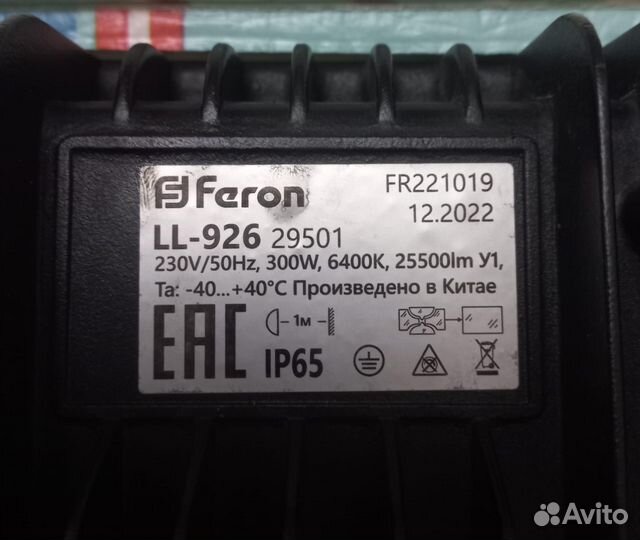 Feron
FR221019
12.2022
LL-926 29501
230V/50Hz, 300W, 6400K, 25500lm У1,
Ta: -40...+40°C Произведено в Китае
EAC
1м
IP65
Avito